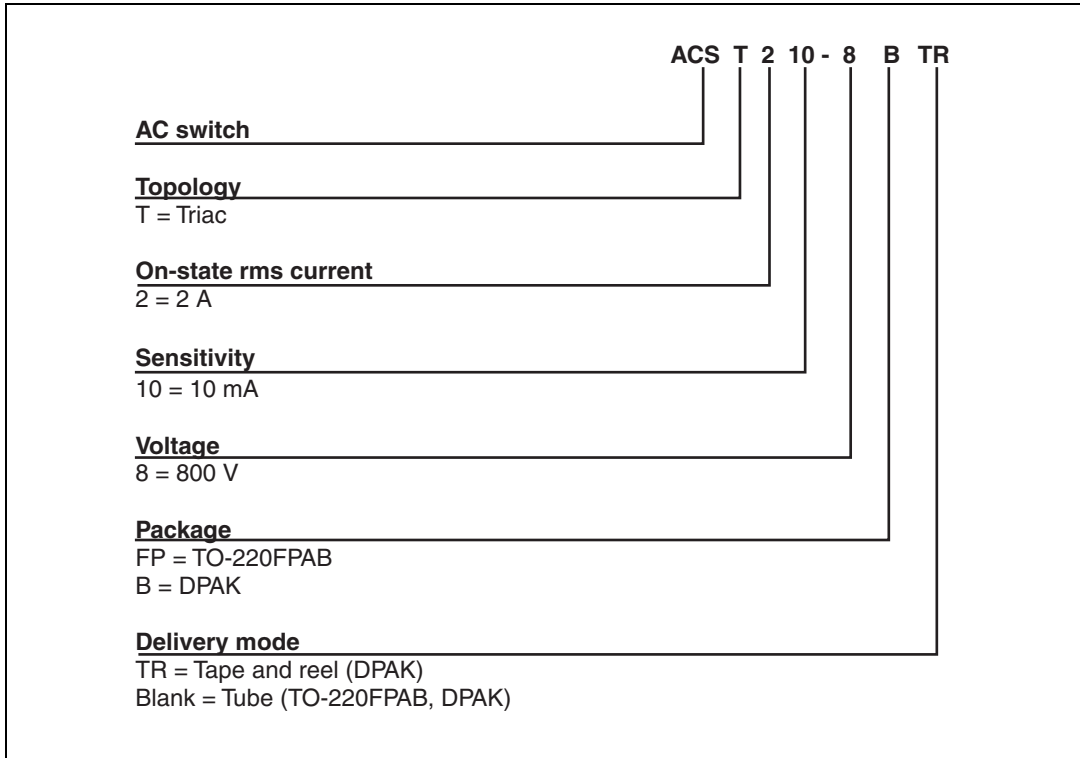 ACS T 2 10 - 8 B TR
AC switch
Topology
T = Triac
On-state rms current
2 = 2 A
Sensitivity
10 = 10 mA
Voltage
8 = 800 V
Package
FP = TO-220FPAB
B = DPAK
Delivery mode
TR = Tape and reel (DPAK)
Blank = Tube (TO-220FPAB, DPAK)